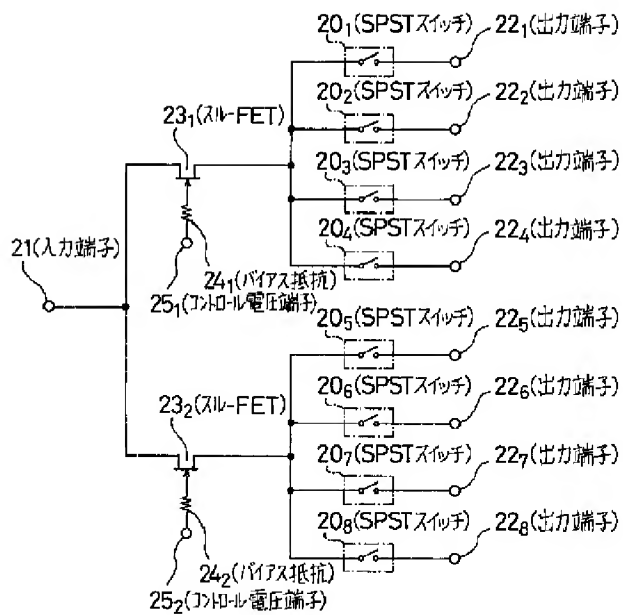 20₁(SPSTスイッチ) 22₁(出力端子)
20₂(SPSTスイッチ) 22₂(出力端子)
23₁(スルーFET)
20₃(SPSTスイッチ) 22₃(出力端子)
20₄(SPSTスイッチ) 22₄(出力端子)
21(入力端子)
24₁(バイアス抵抗)
25₁(コントロール電圧端子)
20₅(SPSTスイッチ) 22₅(出力端子)
20₆(SPSTスイッチ) 22₆(出力端子)
23₂(スルーFET)
20₇(SPSTスイッチ) 22₇(出力端子)
20₈(SPSTスイッチ) 22₈(出力端子)
24₂(バイアス抵抗)
25₂(コントロール電圧端子)